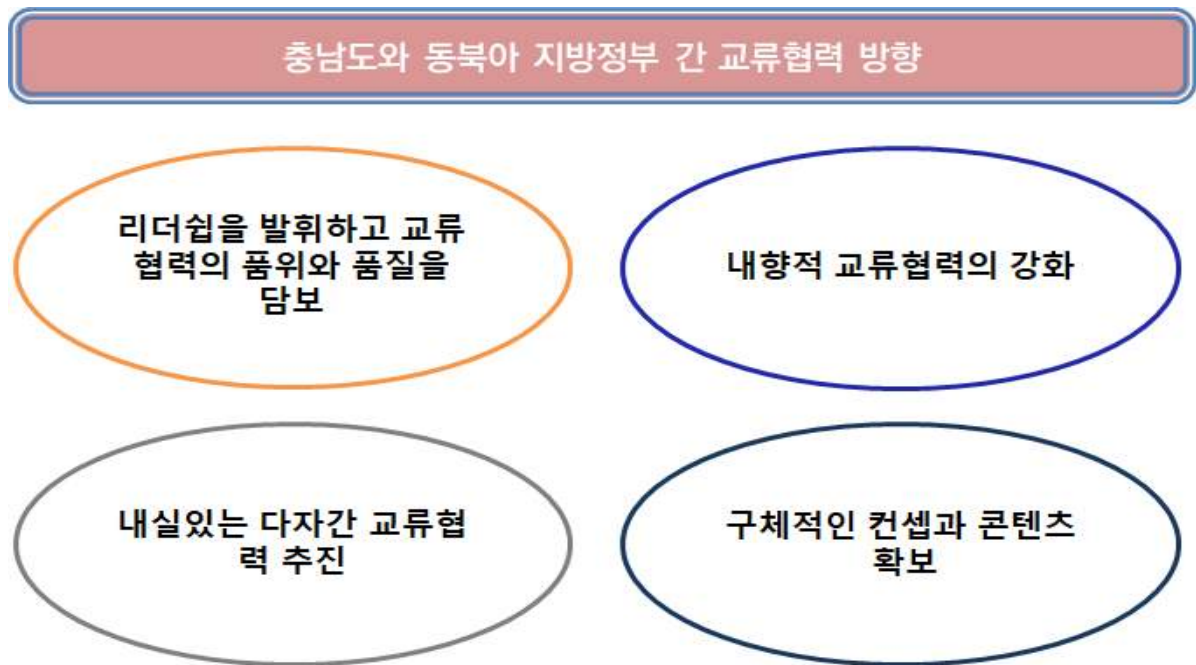 충남도와 동북아 지방정부 간 교류협력 방향
리더쉽을 발휘하고 교류
협력의 품위와 품질을
담보
내향적 교류협력의 강화
내실있는 다자간 교류협
력 추진
구체적인 컨셉과 콘텐츠
확보